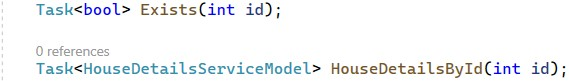 Task<bool> Exists(int id);
0 references
Task<HouseDetailsServiceModel> HouseDetailsById(int id);